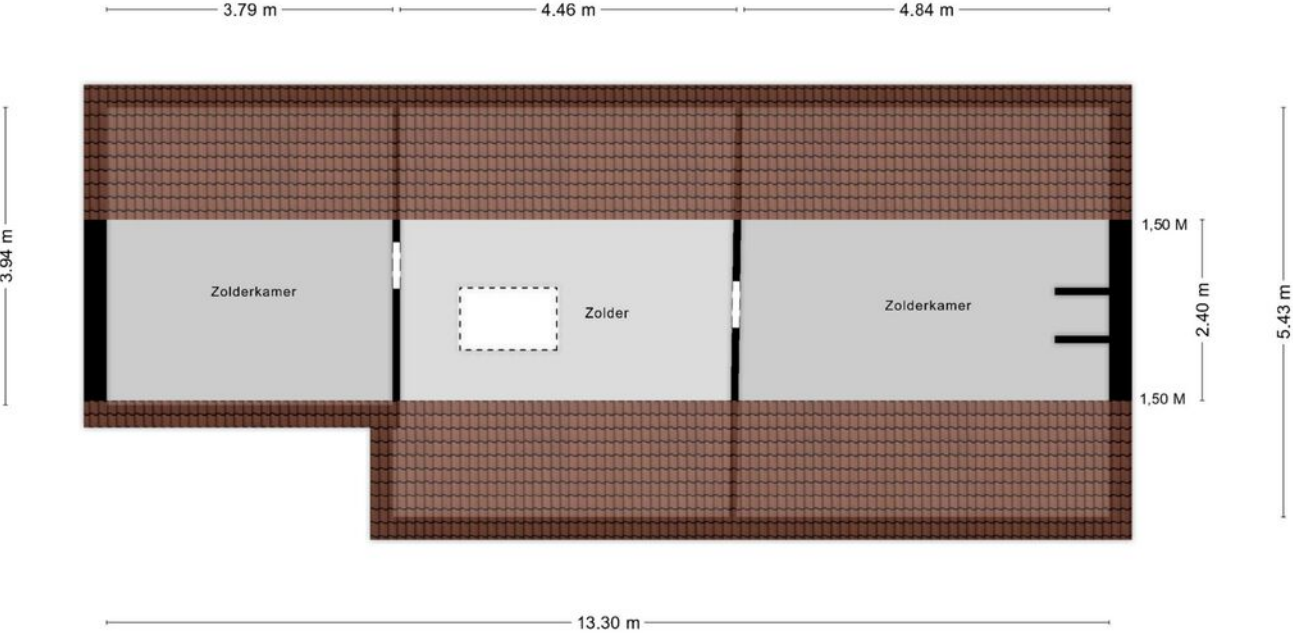 3.79 m
4.46 m
4.84 m
1,50 M
3.94 m
Zolderkamer
Zolder
Zolderkamer
2.40 m
5.43 m
1,50 M
13.30 m